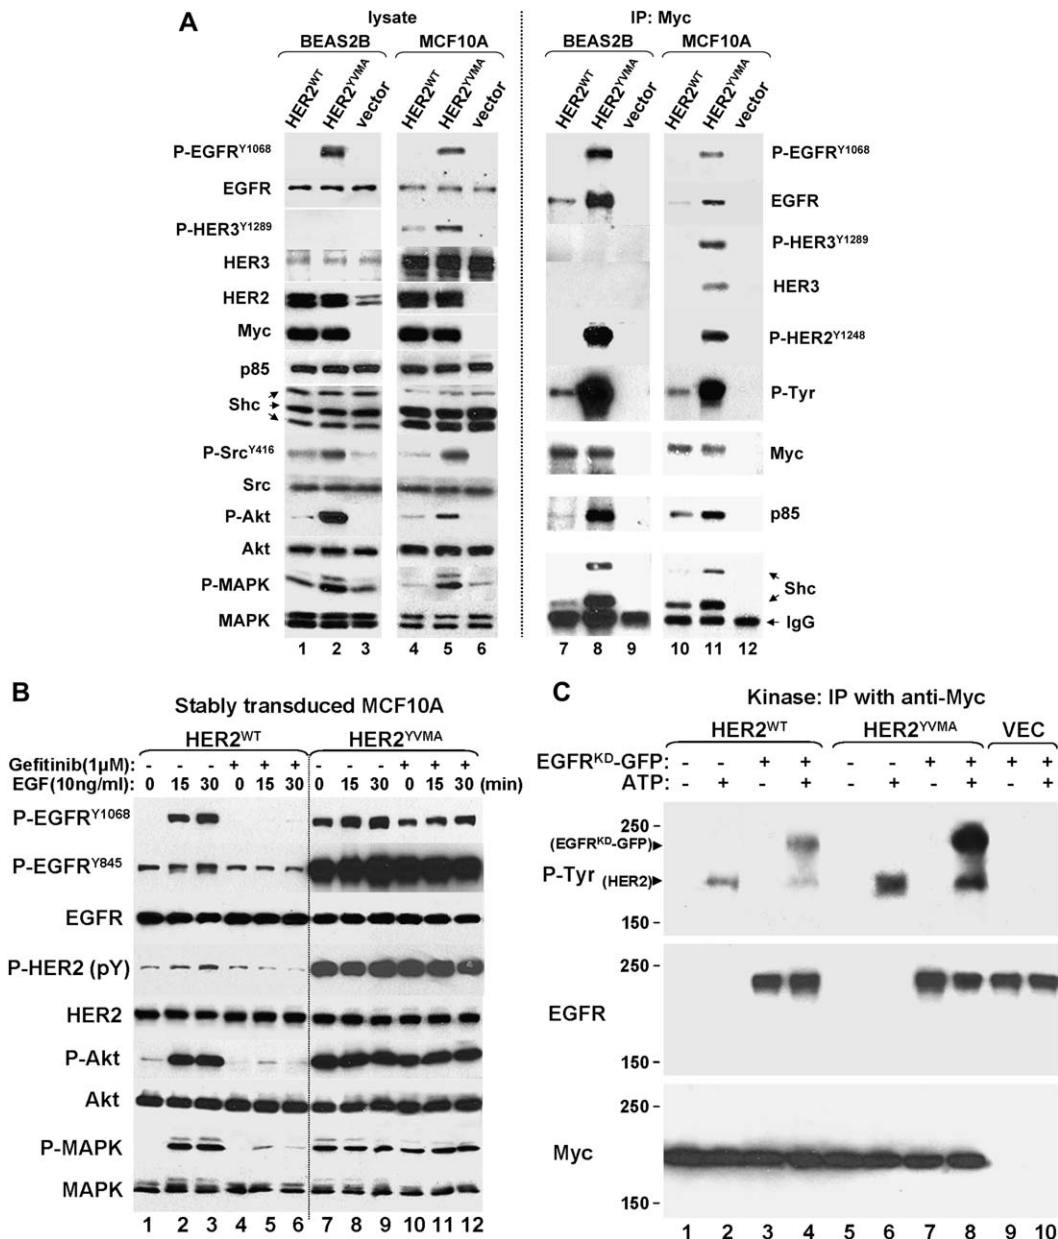 A
lysate
IP: Myc
BEAS2B MCF10A BEAS2B MCF10A
HER2WT HER2YVMA vector HER2WT HER2YVMA vector HER2WT HER2YVMA vector HER2WT HER2YVMA vector
P-EGFRY1068 P-EGFRY1068
EGFR EGFR
P-HER3Y1289 P-HER3Y1289
HER3 HER3
HER2 P-HER2Y1248
Myc P-Tyr
p85 Myc
Shc p85
P-SrcY416 Shc
Src IgG
P-Akt
Akt
P-MAPK
MAPK
1 2 3 4 5 6 7 8 9 10 11 12
B
Stably transduced MCF10A
HER2WT HER2YVMA
Gefitinib(1µM): - - - + + + - - - + + +
EGF(10ng/ml): 0 15 30 0 15 30 0 15 30 0 15 30 (min)
P-EGFRY1068
P-EGFRY845
EGFR
P-HER2 (pY)
HER2
P-Akt
Akt
P-MAPK
MAPK
1 2 3 4 5 6 7 8 9 10 11 12
C
Kinase: IP with anti-Myc
HER2WT HER2YVMA VEC
EGFRKD-GFP: - - + + - - + + + +
ATP: - + - + - + - + - +
250 -
(EGFRKD-GFP)
P-Tyr (HER2)
150 -
250 -
EGFR
150 -
250 -
Myc
150 -
1 2 3 4 5 6 7 8 9 10